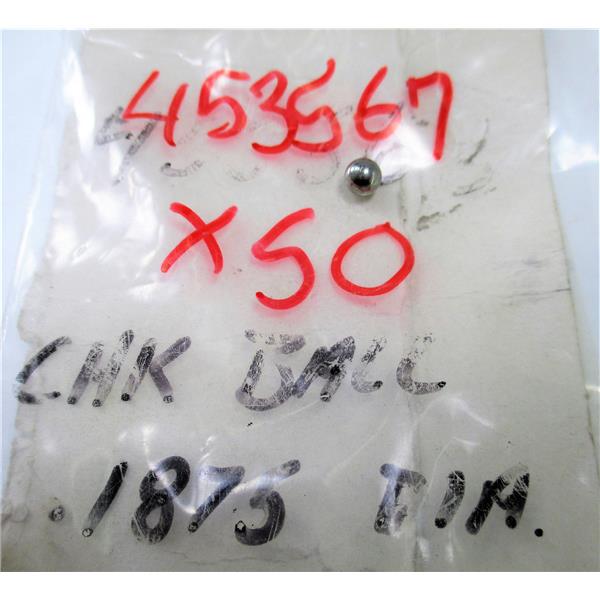 453567
X50
CHK BALL
.1875 DIA.